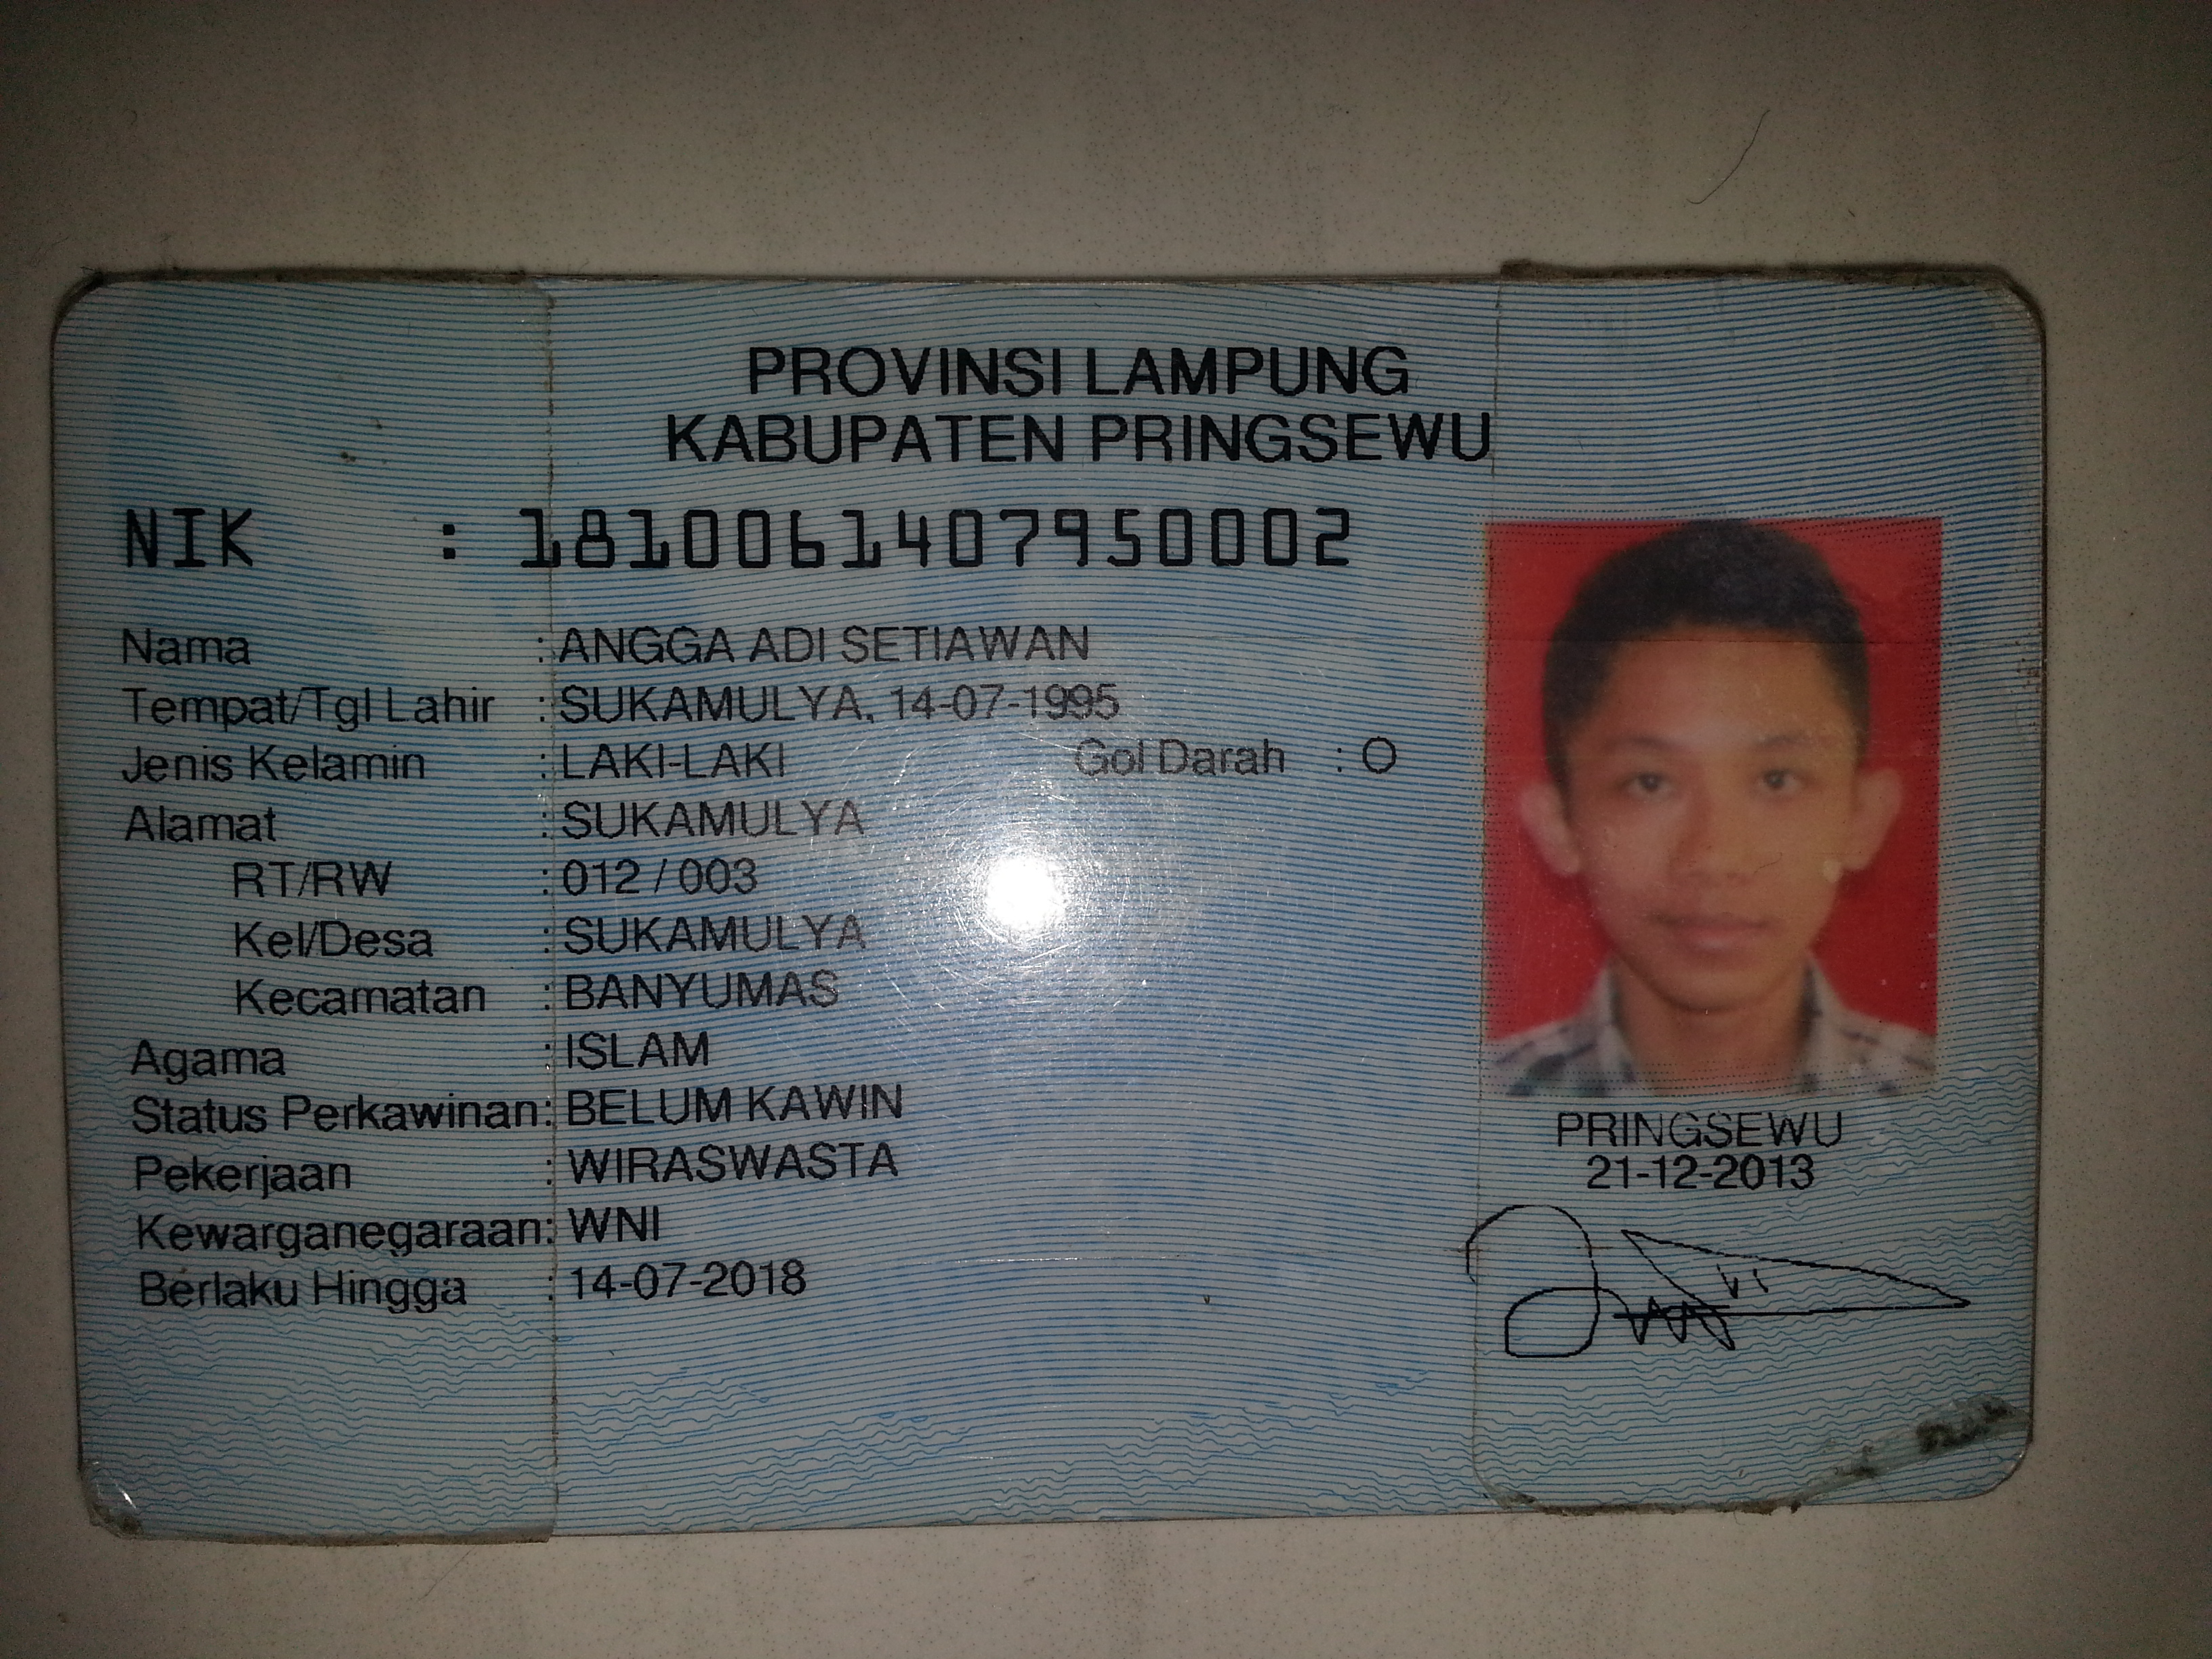 PROVINSI LAMPUNG
KABUPATEN PRINGSEWU
NIK : 1810061407950002
Nama : ANGGA ADI SETIAWAN
Tempat/Tgl Lahir : SUKAMULYA, 14-07-1995
Jenis Kelamin : LAKI-LAKI Gol Darah : O
Alamat : SUKAMULYA
RT/RW : 012 / 003
Kel/Desa : SUKAMULYA
Kecamatan : BANYUMAS
Agama : ISLAM
Status Perkawinan: BELUM KAWIN
Pekerjaan : WIRASWASTA
Kewarganegaraan: WNI
Berlaku Hingga : 14-07-2018
PRINGSEWU
21-12-2013